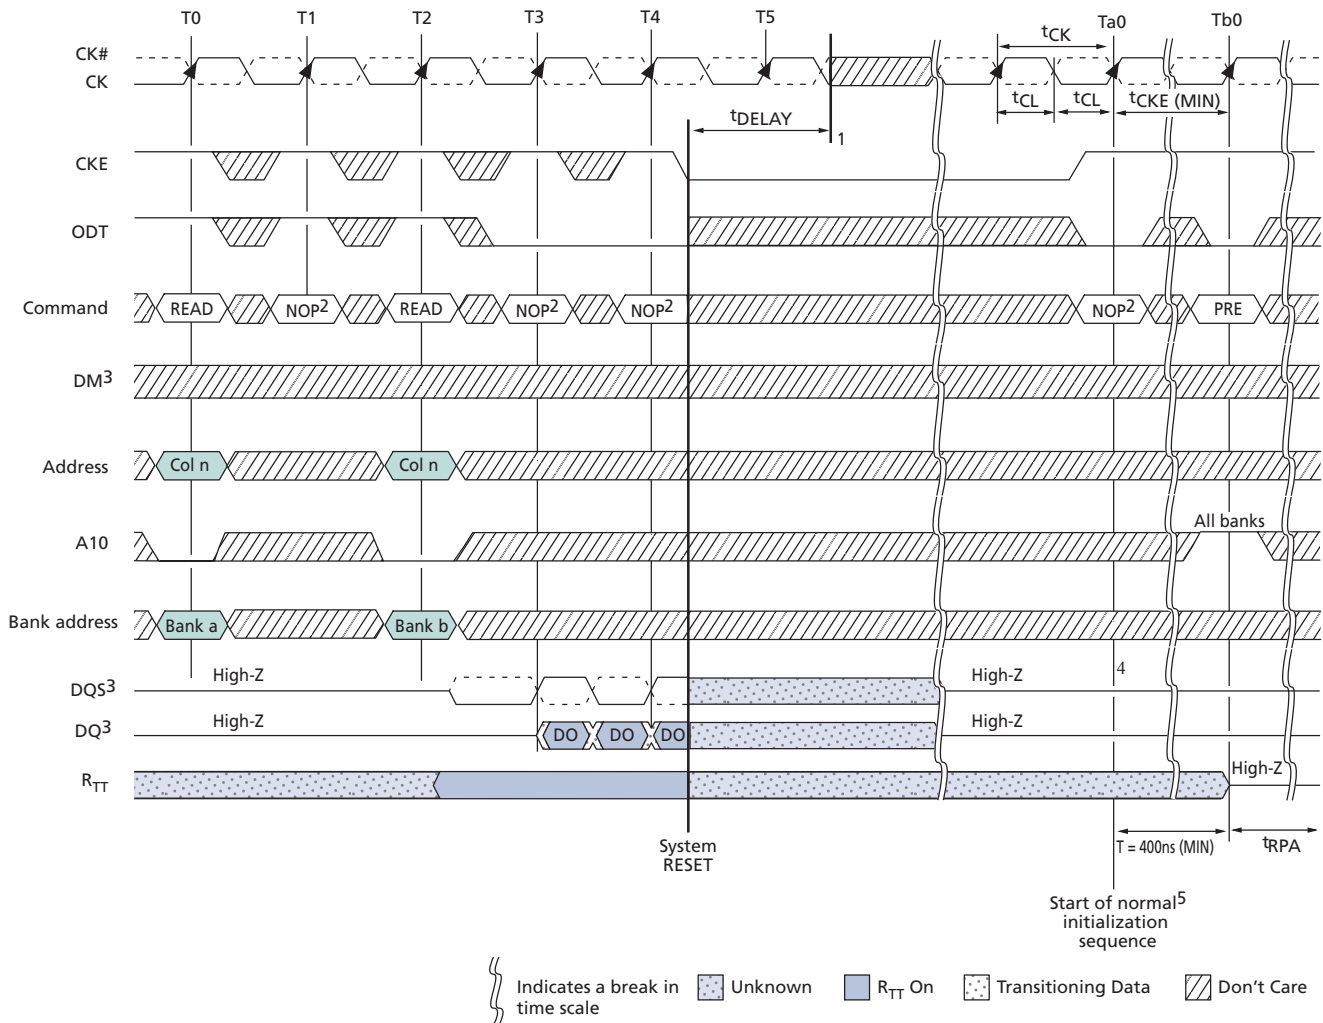 T0 T1 T2 T3 T4 T5 Ta0 Tb0
CK#
CK
tCK
tCL tCL tCKE (MIN)
tDELAY
1
CKE
ODT
Command READ NOP2 READ NOP2 NOP2 NOP2 PRE
DM3
Address Col n Col n
A10 All banks
Bank address Bank a Bank b
DQS3 High-Z High-Z 4
DQ3 High-Z DO DO DO High-Z
RTT High-Z
System
RESET
T = 400ns (MIN) tRPA
Start of normal5
initialization
sequence
Indicates a break in
time scale
Unknown
RTT On
Transitioning Data
Don't Care